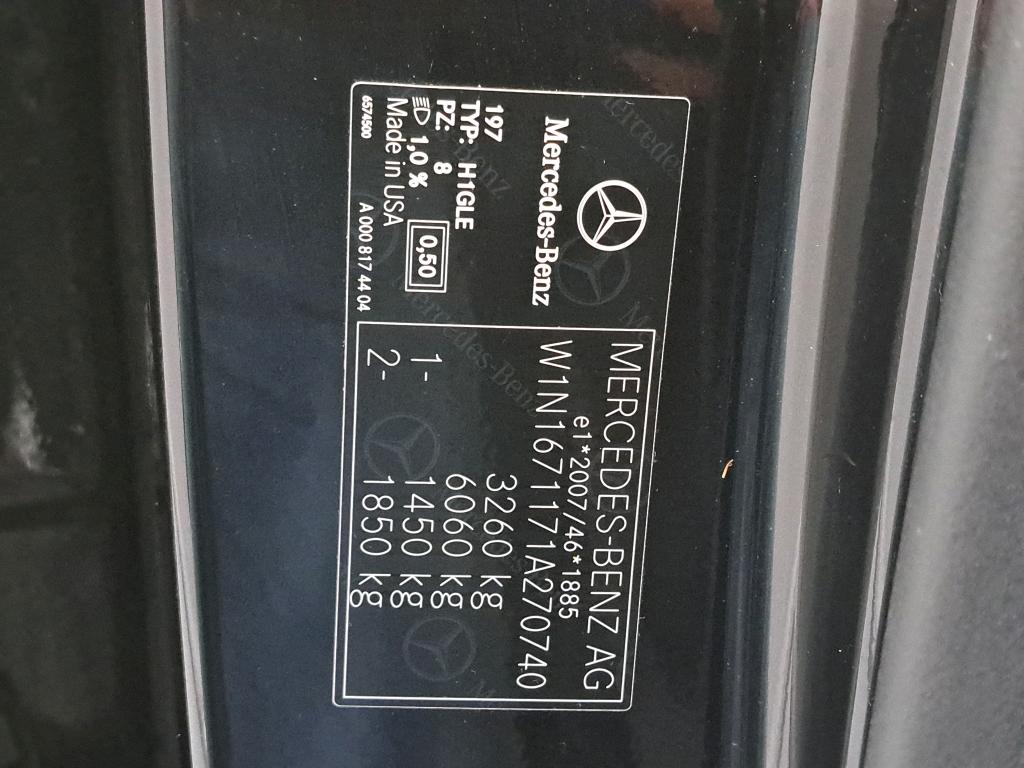 Mercedes-Benz
197
TYP: H1GLE
PZ: 8
1,0 %
0,50
Made in USA
6574500
A 000 817 44 04
MERCEDES-BENZ AG
e1*2007/46*1885
W1N1671171A270740
3260 kg
6060 kg
1- 1450 kg
2- 1850 kg